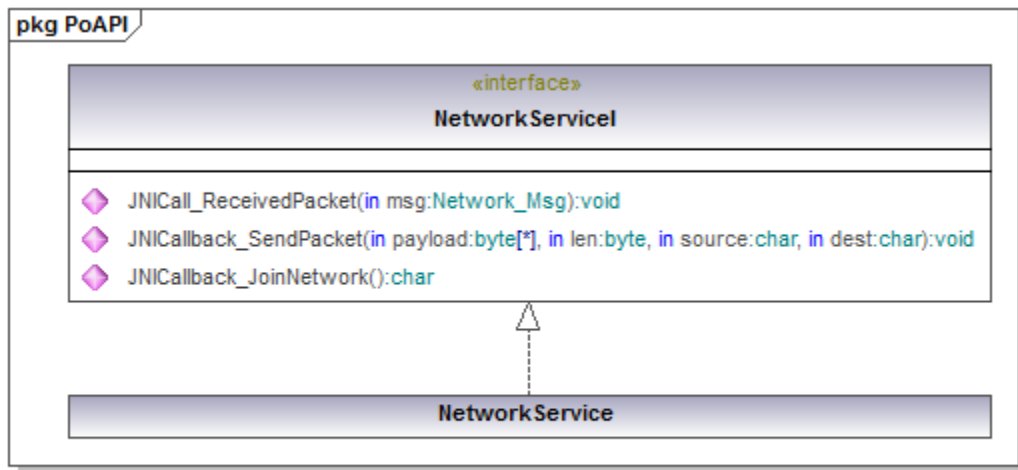 pkg PoAPI
«interface»
NetworkServiceI
JNICall_ReceivedPacket(in msg:Network_Msg):void
JNICallback_SendPacket(in payload:byte[*], in len:byte, in source:char, in dest:char):void
JNICallback_JoinNetwork():char
NetworkService